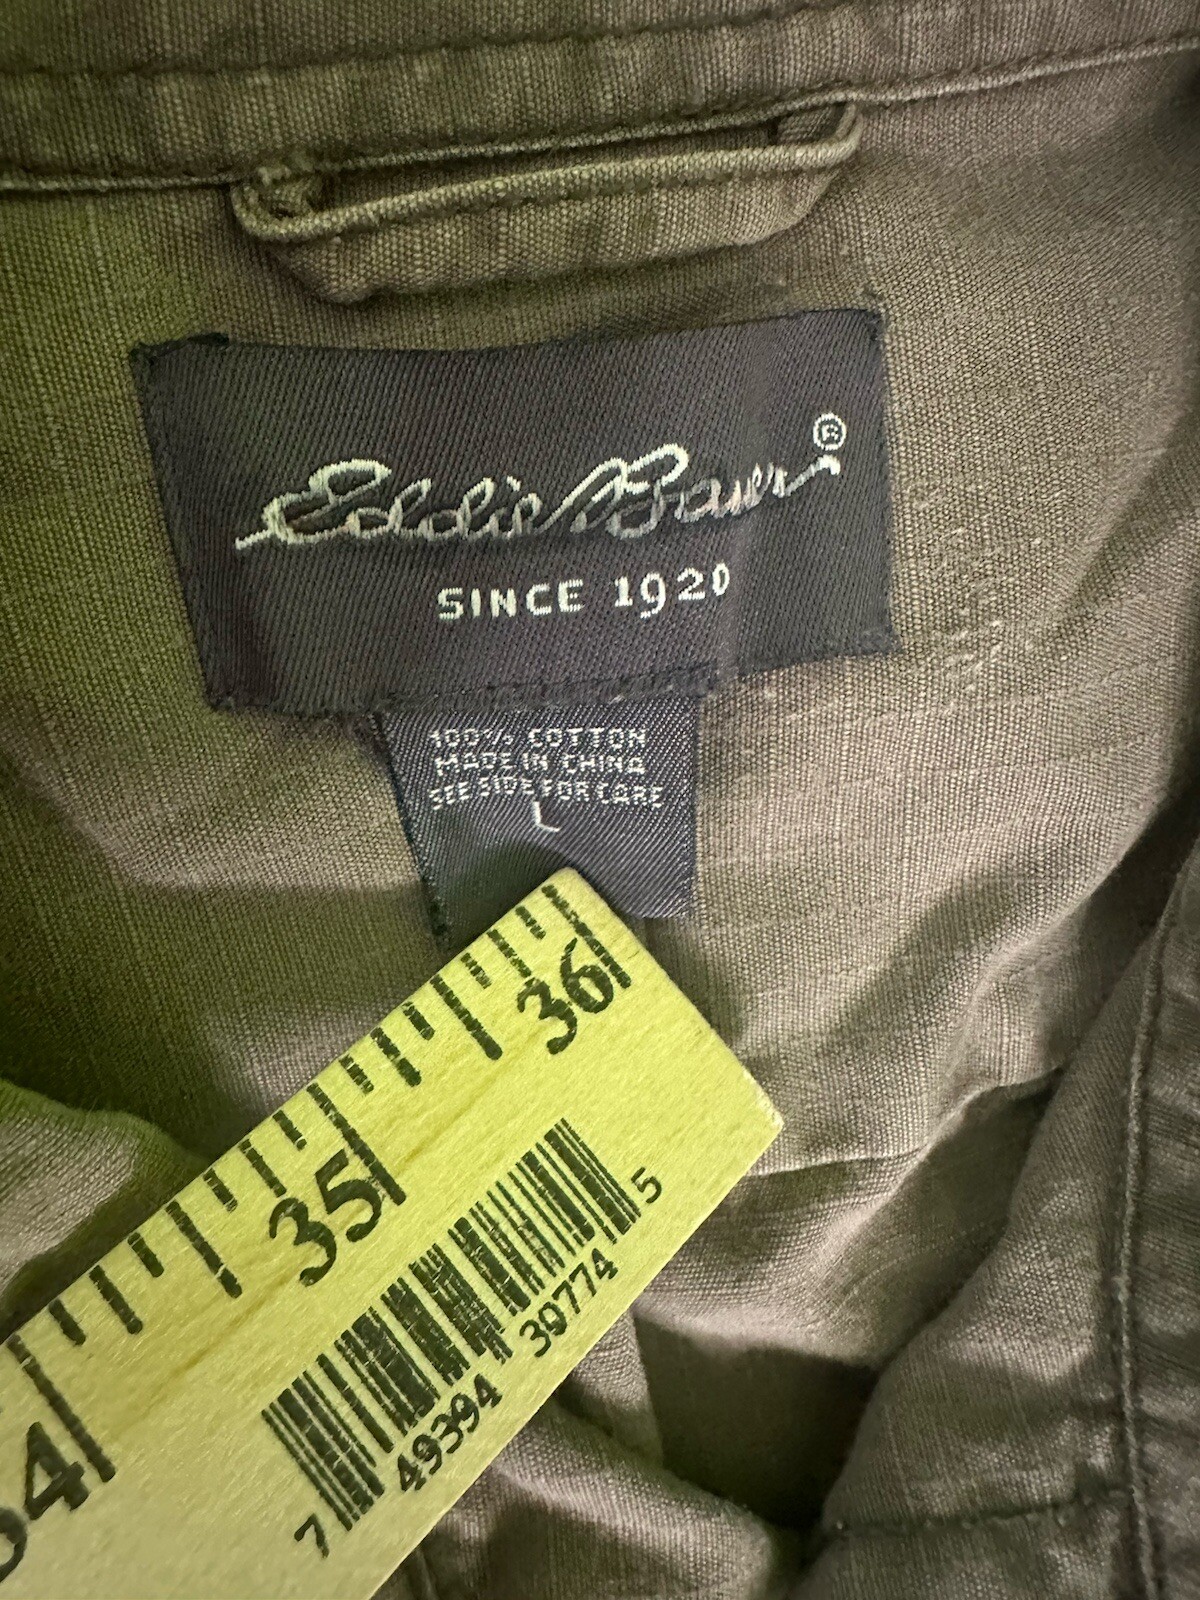 Eddie Bauer®
SINCE 1920
100% COTTON
MADE IN CHINA
SEE SIDE FOR CARE
L
36
35
34
7 49394 30774 5